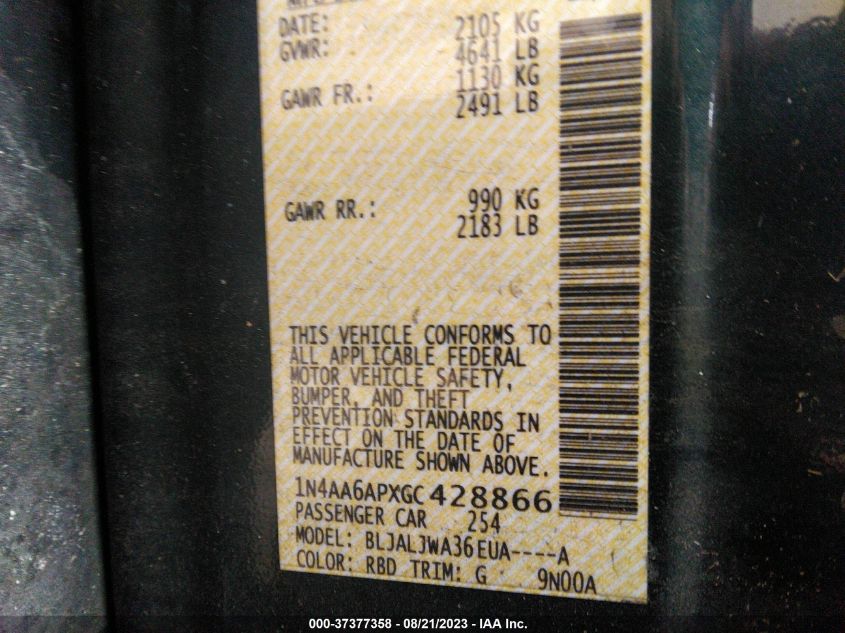 DATE:
2105 KG
GVWR:
4641 LB
1130 KG
GAWR FR.:
2491 LB
990 KG
GAWR RR.:
2183 LB
THIS VEHICLE CONFORMS TO
ALL APPLICABLE FEDERAL
MOTOR VEHICLE SAFETY,
BUMPER, AND THEFT
PREVENTION STANDARDS IN
EFFECT ON THE DATE OF
MANUFACTURE SHOWN ABOVE.
1N4AA6APXGC428866
PASSENGER CAR 254
MODEL: BLJALJWA36EUA----A
COLOR: RBD TRIM: G 9N00A
000-37377358 - 08/21/2023 - IAA Inc.